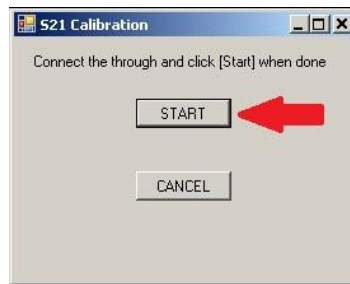 S21 Calibration
Connect the through and click [Start] when done
START
CANCEL